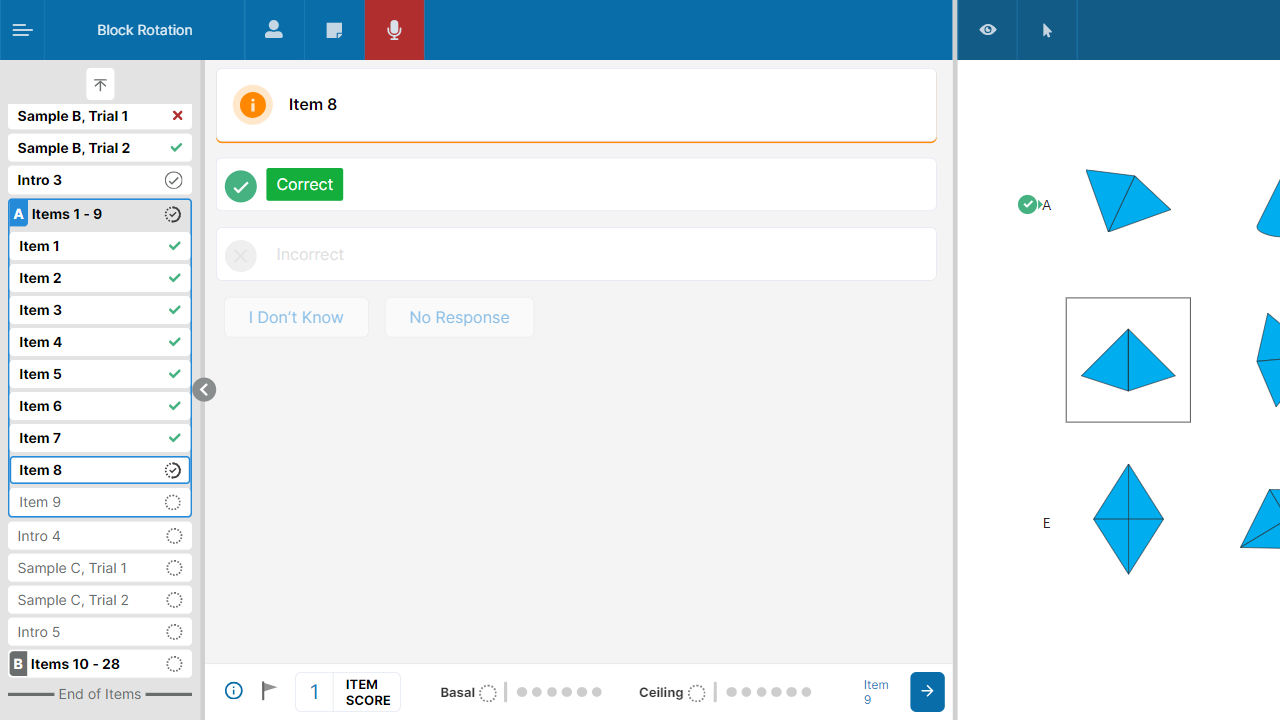 Block Rotation
Sample B, Trial 1
Sample B, Trial 2
Intro 3
A Items 1 - 9
Item 1
Item 2
Item 3
Item 4
Item 5
Item 6
Item 7
Item 8
Item 9
Intro 4
Sample C, Trial 1
Sample C, Trial 2
Intro 5
B Items 10 - 28
End of Items
Item 8
Correct
Incorrect
I Don't Know
No Response
1
ITEM
SCORE
Basal
Ceiling
Item
9
A
E